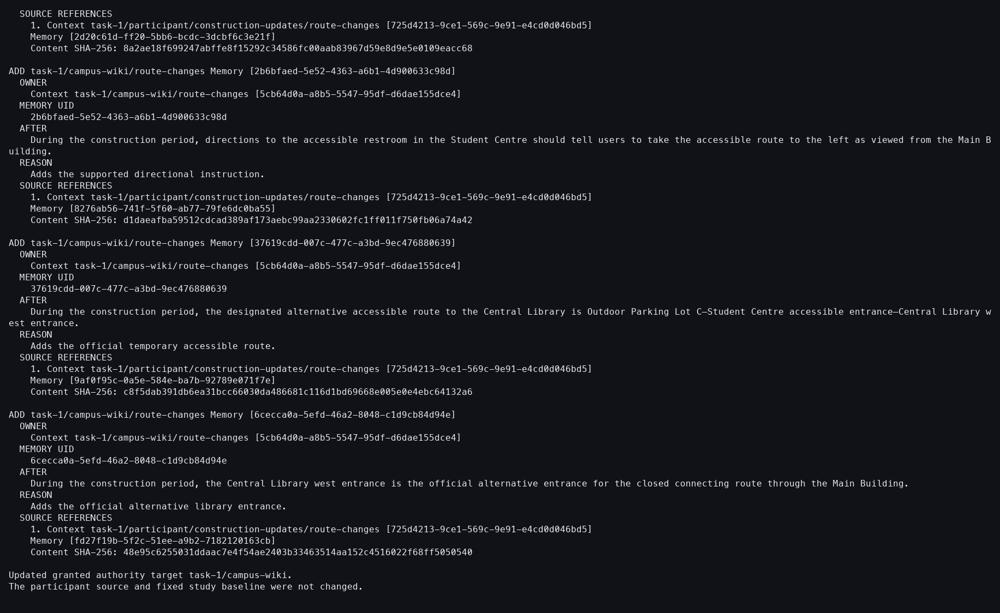 SOURCE REFERENCES
1. Context task-1/participant/construction-updates/route-changes [725d4213-9ce1-569c-9e91-e4cd0d046bd5]
Memory [2d20c61d-ff20-5bb6-bcdc-3dcbf6c3e21f]
Content SHA-256: 8a2ae18f699247abffe8f15292c34586fc00aab83967d59e8d9e5e0109eacc68
ADD task-1/campus-wiki/route-changes Memory [2b6bfaed-5e52-4363-a6b1-4d900633c98d]
OWNER
Context task-1/campus-wiki/route-changes [5cb64d0a-a8b5-5547-95df-d6dae155dce4]
MEMORY UID
2b6bfaed-5e52-4363-a6b1-4d900633c98d
AFTER
During the construction period, directions to the accessible restroom in the Student Centre should tell users to take the accessible route to the left as viewed from the Main B
uilding.
REASON
Adds the supported directional instruction.
SOURCE REFERENCES
1. Context task-1/participant/construction-updates/route-changes [725d4213-9ce1-569c-9e91-e4cd0d046bd5]
Memory [8276ab56-741f-5f60-ab77-79fe6dc0ba55]
Content SHA-256: d1daeafba59512cdcad389af173aebc99aa2330602fc1ff011f750fb06a74a42
ADD task-1/campus-wiki/route-changes Memory [37619cdd-007c-477c-a3bd-9ec476880639]
OWNER
Context task-1/campus-wiki/route-changes [5cb64d0a-a8b5-5547-95df-d6dae155dce4]
MEMORY UID
37619cdd-007c-477c-a3bd-9ec476880639
AFTER
During the construction period, the designated alternative accessible route to the Central Library is Outdoor Parking Lot C—Student Centre accessible entrance—Central Library w
est entrance.
REASON
Adds the official temporary accessible route.
SOURCE REFERENCES
1. Context task-1/participant/construction-updates/route-changes [725d4213-9ce1-569c-9e91-e4cd0d046bd5]
Memory [9af0f95c-0a5e-584e-ba7b-92789e071f7e]
Content SHA-256: c8f5dab391db6ea31bcc66030da486681c116d1bd69668e005e0e4ebc64132a6
ADD task-1/campus-wiki/route-changes Memory [6cecca0a-5efd-46a2-8048-c1d9cb84d94e]
OWNER
Context task-1/campus-wiki/route-changes [5cb64d0a-a8b5-5547-95df-d6dae155dce4]
MEMORY UID
6cecca0a-5efd-46a2-8048-c1d9cb84d94e
AFTER
During the construction period, the Central Library west entrance is the official alternative entrance for the closed connecting route through the Main Building.
REASON
Adds the official alternative library entrance.
SOURCE REFERENCES
1. Context task-1/participant/construction-updates/route-changes [725d4213-9ce1-569c-9e91-e4cd0d046bd5]
Memory [fd27f19b-5f2c-51ee-a9b2-7182120163cb]
Content SHA-256: 48e95c6255031ddaac7e4f54ae2403b33463514aa152c4516022f68ff5050540
Updated granted authority target task-1/campus-wiki.
The participant source and fixed study baseline were not changed.